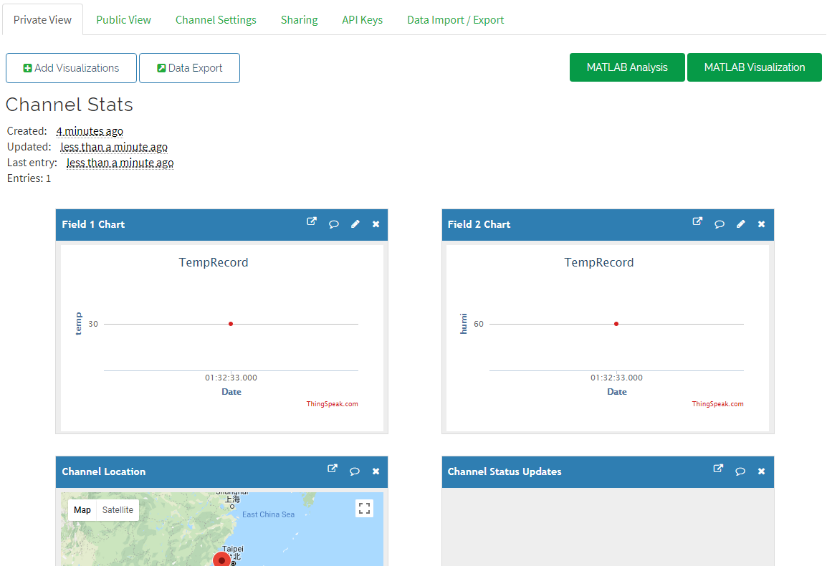 Private View Public View Channel Settings Sharing API Keys Data Import / Export
Add Visualizations Data Export MATLAB Analysis MATLAB Visualization
Channel Stats
Created: 4 minutes ago
Updated: less than a minute ago
Last entry: less than a minute ago
Entries: 1
Field 1 Chart
TempRecord
temp
30
01:32:33.000
Date
ThingSpeak.com
Field 2 Chart
TempRecord
humi
60
01:32:33.000
Date
ThingSpeak.com
Channel Location
Map Satellite
Shanghai
上海
East China Sea
Taipei
Channel Status Updates